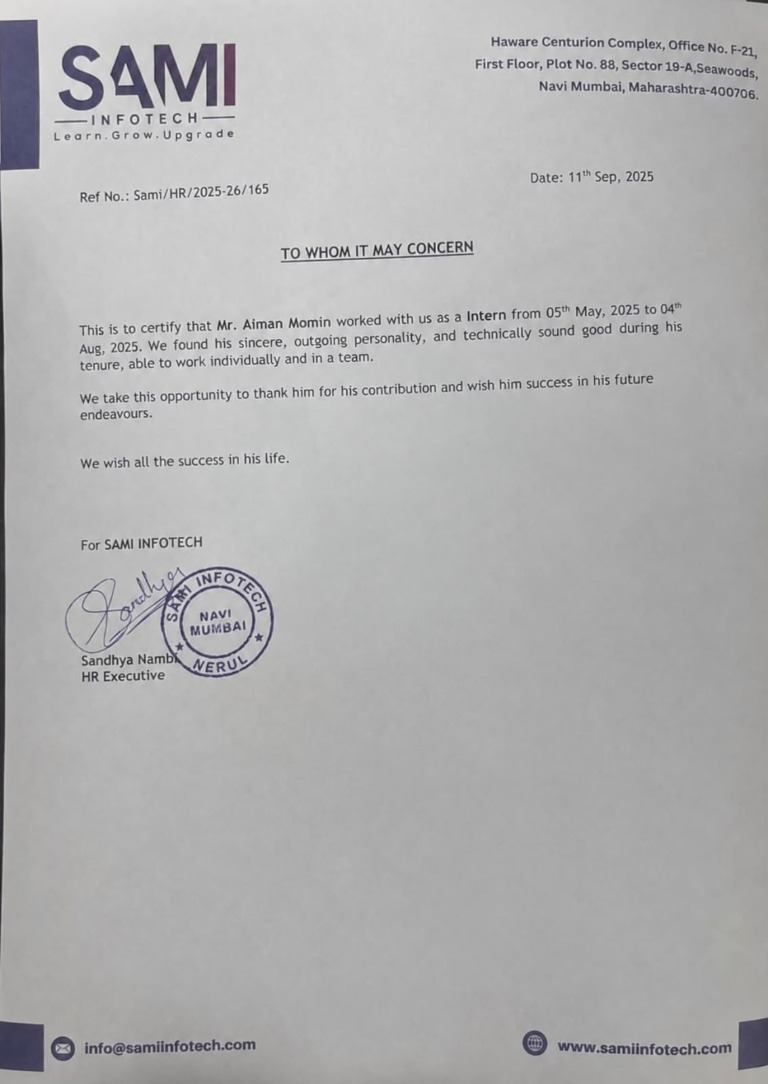 SAMI
INFOTECH
Learn.Grow.Upgrade
Haware Centurion Complex, Office No. F-21,
First Floor, Plot No. 88, Sector 19-A,Seawoods,
Navi Mumbai, Maharashtra-400706.
Ref No.: Sami/HR/2025-26/165
Date: 11th Sep, 2025
TO WHOM IT MAY CONCERN
This is to certify that Mr. Aiman Momin worked with us as a Intern from 05th May, 2025 to 04th
Aug, 2025. We found his sincere, outgoing personality, and technically sound good during his
tenure, able to work individually and in a team.
We take this opportunity to thank him for his contribution and wish him success in his future
endeavours.
We wish all the success in his life.
For SAMI INFOTECH
Sandhya
SAMI INFOTECH
NAVI
MUMBAI
NERUL
Sandhya Nambi
HR Executive
info@samiinfotech.com
www.samiinfotech.com